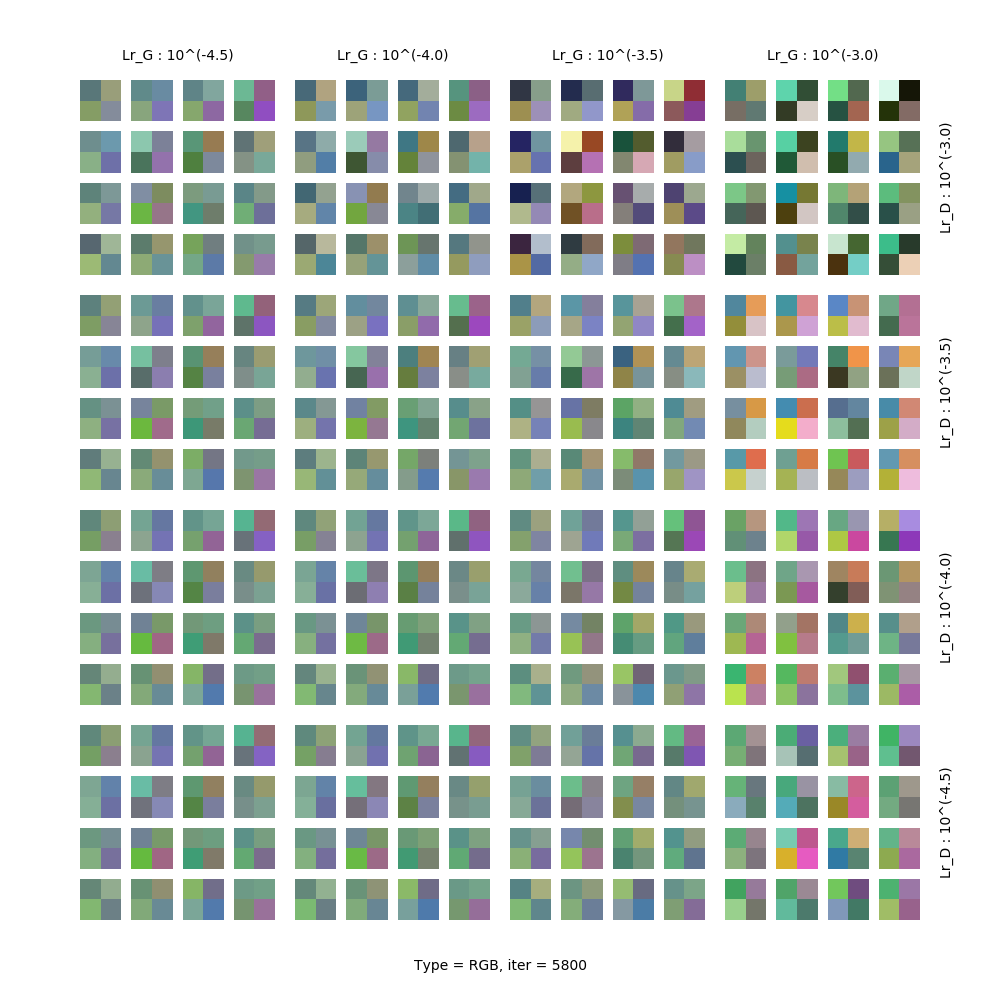 Lr_G : 10^(-4.5)
Lr_G : 10^(-4.0)
Lr_G : 10^(-3.5)
Lr_G : 10^(-3.0)
Lr_D : 10^(-3.0)
Lr_D : 10^(-3.5)
Lr_D : 10^(-4.0)
Lr_D : 10^(-4.5)
Type = RGB, iter = 5800